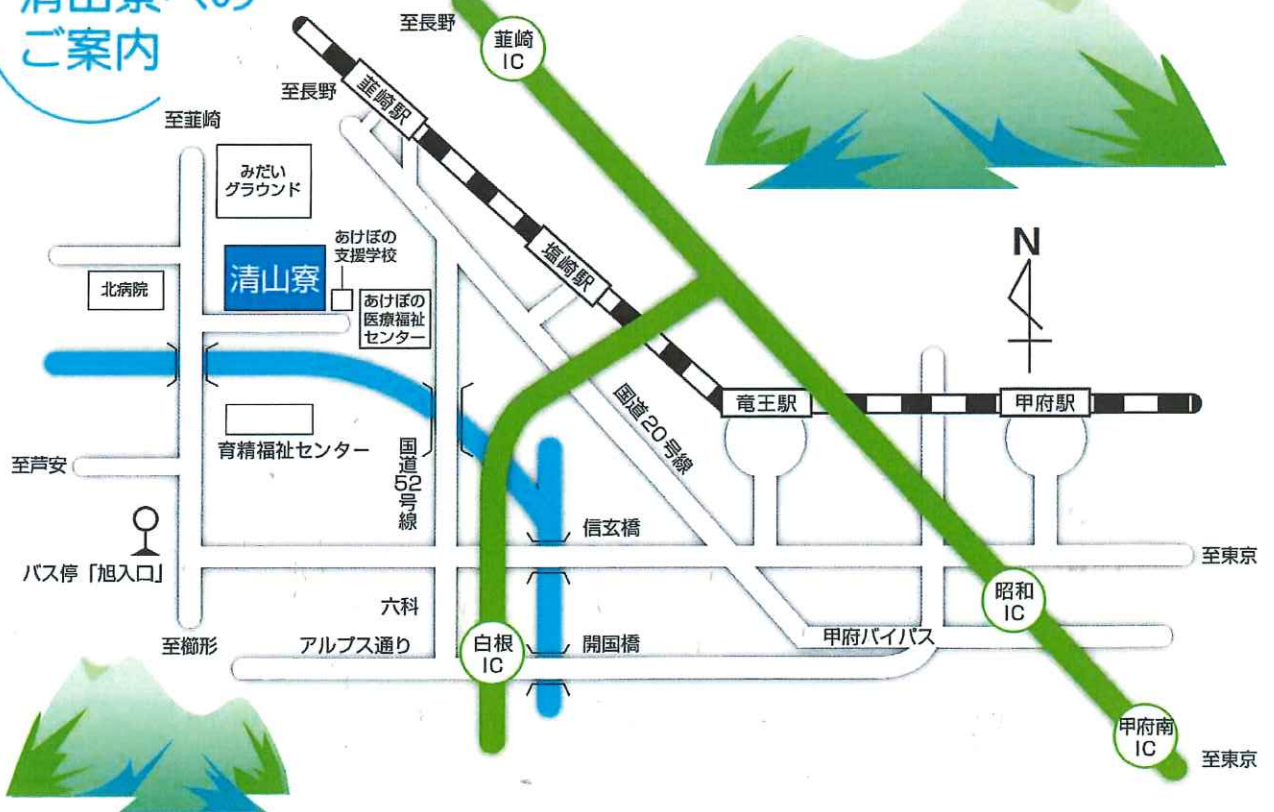 清山寮への
ご案内
至長野
韮崎
IC
至長野
韮崎駅
至韮崎
みだい
グラウンド
あけぼの
支援学校
清山寮
北病院
あけぼの
医療福祉
センター
塩崎駅
N
竜王駅
甲府駅
国道20号線
育精福祉センター
国道52号線
至芦安
バス停「旭入口」
信玄橋
至東京
六科
昭和
IC
至櫛形
アルプス通り
白根
IC
開国橋
甲府バイパス
甲府南
IC
至東京